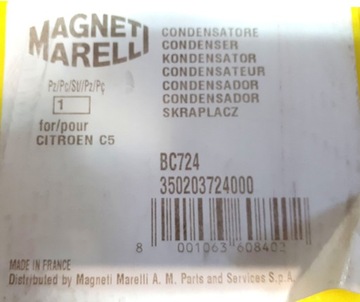 MAGNETI
MARELLI
CONDENSATORE
CONDENSER
KONDENSATOR
CONDENSATEUR
CONDENSADOR
CONDENSADOR
SKRAPLACZ
Pz/Pc/St/Pz/Pç
1
for/pour
CITROEN C5
BC724
350203724000
8 001063 608402
MADE IN FRANCE
Distributed by Magneti Marelli A. M. Parts and Services S.p.A.